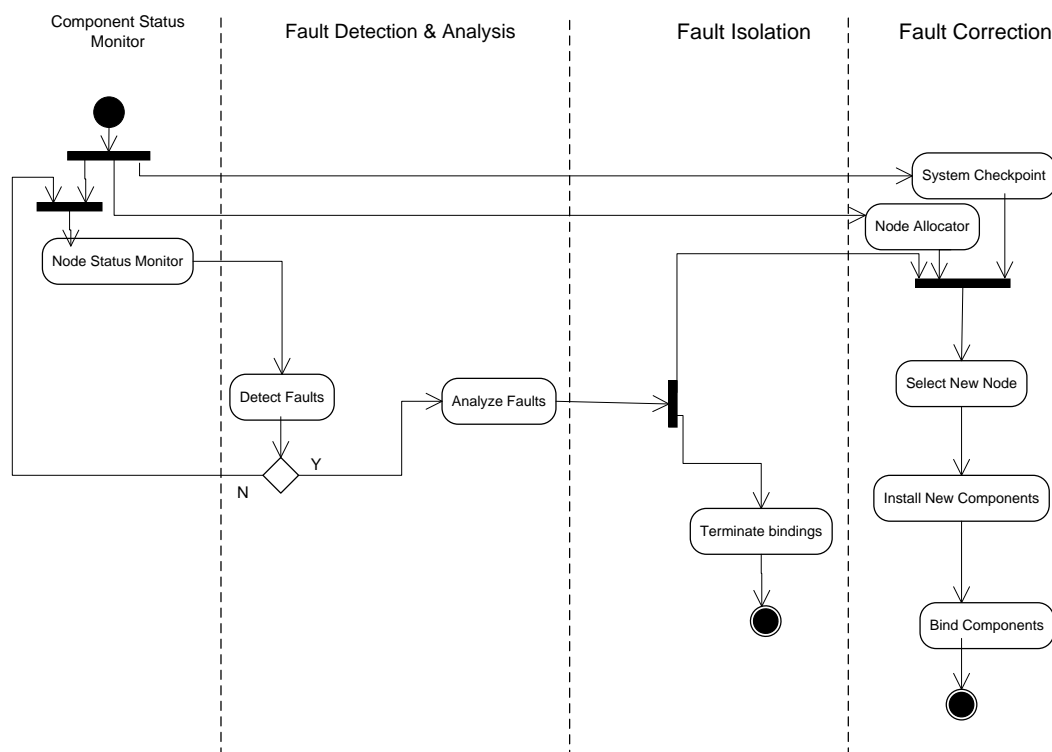 Component Status
Monitor
Fault Detection & Analysis
Fault Isolation
Fault Correction
System Checkpoint
Node Allocator
Node Status Monitor
Select New Node
Detect Faults
Analyze Faults
Y
N
Install New Components
Terminate bindings
Bind Components